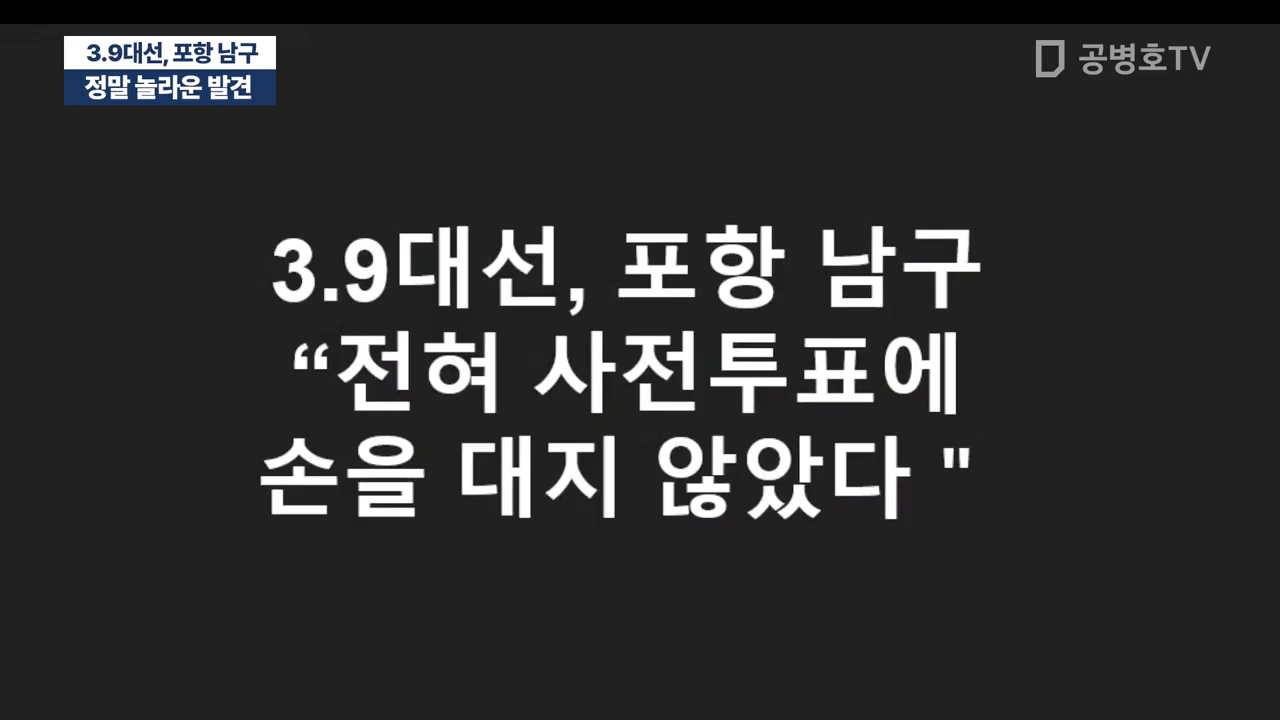 3.9대선, 포항 남구
정말 놀라운 발견
공병호TV
3.9대선, 포항 남구
“전혀 사전투표에
손을 대지 않았다 "